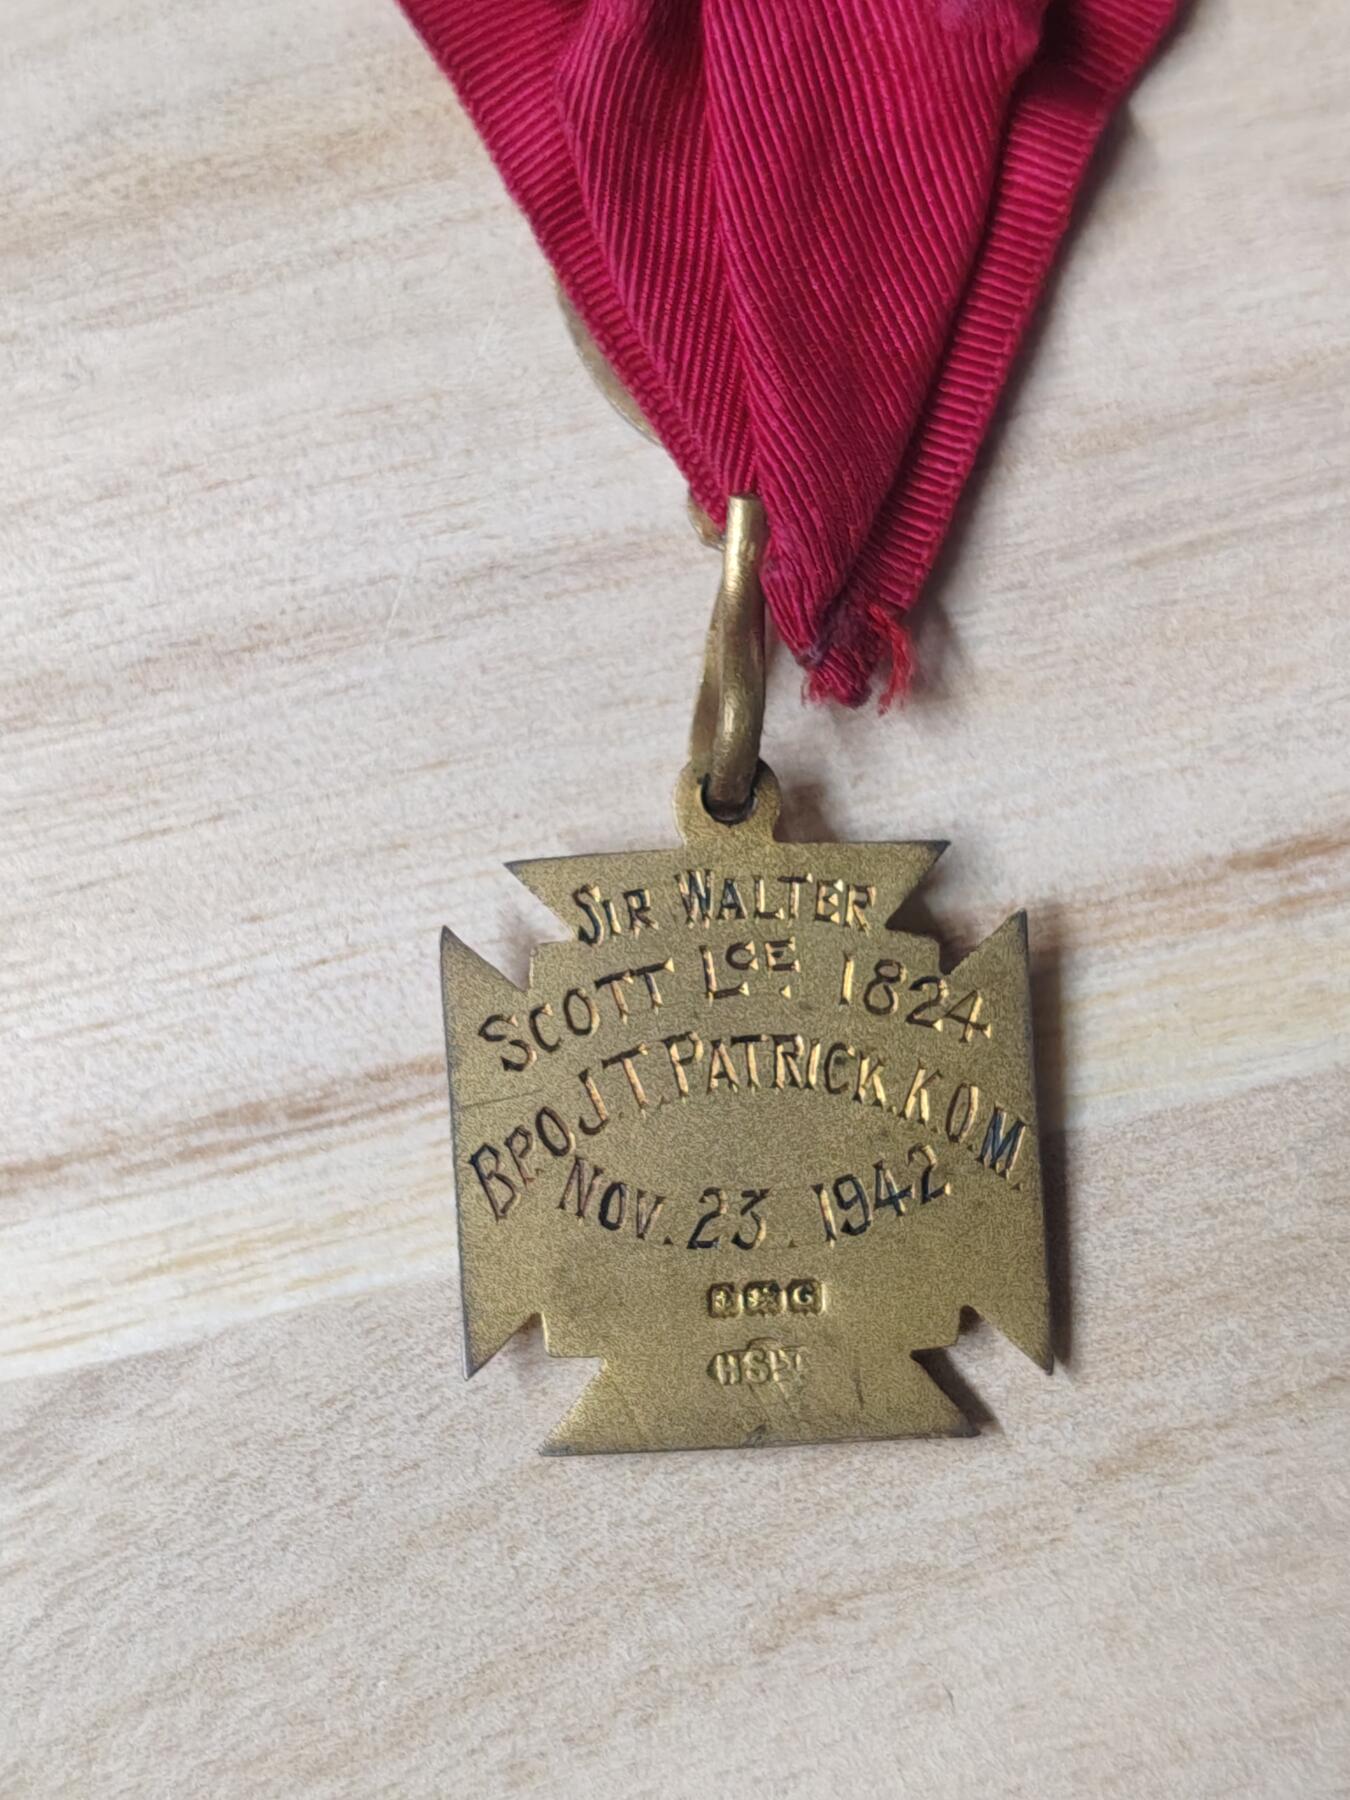 SIR WALTER
SCOTT LGE 1824
BRO. J.T. PATRICK. K.O.M.
NOV. 23. 1942